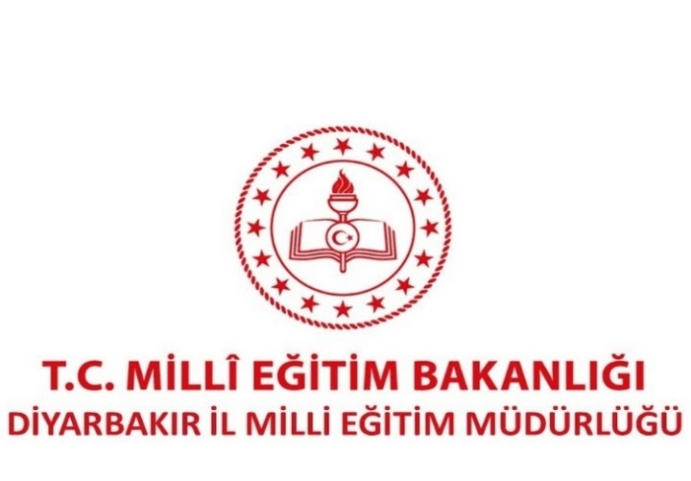 T.C. MİLLÎ EĞİTİM BAKANLIĞI
DİYARBAKIR İL MİLLİ EĞİTİM MÜDÜRLÜĞÜ